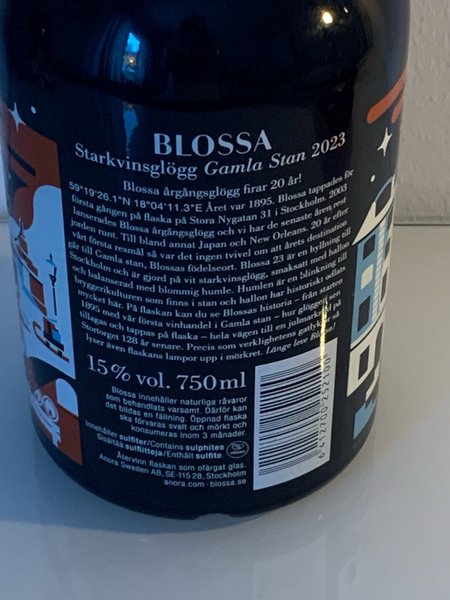 BLOSSA
Starkvinsglögg Gamla Stan 2023
Blossa årgångsglögg firar 20 år!
59°19'26.1"N 18°04'11.3"E Året var 1895. Blossa tappades för
första gången på flaska på Stora Nygatan 31 i Stockholm. 2003
lanserades Blossa årgångsglögg och vi har de senaste åren rest
jorden runt. Till bland annat Japan och New Orleans. 20 år efter
vårt första resmål så var det ingen tvivel om att årets destination
går till Gamla stan, Blossas födelseort. Blossa 23 är en hyllning till
Stockholm och är gjord på vit starkvinsglögg, smaksatt med hallon
och balanserad med blommig humle. Humlen är en blinkning till
bryggerikulturen som finns i stan och hallon har historiskt odlats
mycket här. På flaskan kan du se Blossas historia – från starten
1895 med vår första vinhandel i Gamla stan – hur glöggen sen
tillagas och tappas på flaska – hela vägen till julmarknad på
Stortorget 128 år senare. Precis som verklighetens gatlyktor så
lyser även flaskans lampor upp i mörkret. Länge leve Blossa!
15% vol. 750 ml
Blossa innehåller naturliga råvaror
som behandlats varsamt. Därför kan
det bildas en fällning. Öppnad flaska
ska förvaras svalt och mörkt och
konsumeras inom 3 månader.
Innehåller sulfiter/Contains sulphites
Sisältää sulfiitteja/Enthält sulfite
Återvinn flaskan som ofärgat glas.
Anora Sweden AB, SE-115 28, Stockholm
anora.com · blossa.se
6 412700 252100